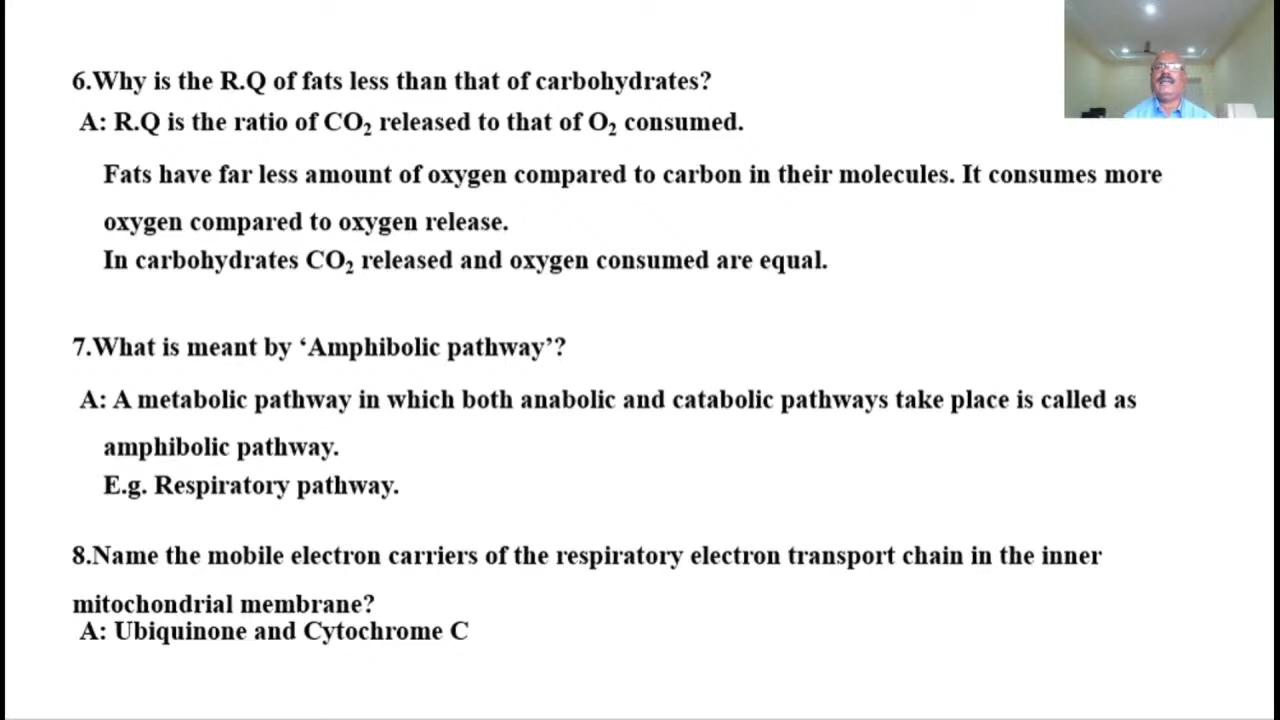 6.Why is the R.Q of fats less than that of carbohydrates?
A: R.Q is the ratio of CO₂ released to that of O₂ consumed.
Fats have far less amount of oxygen compared to carbon in their molecules. It consumes more
oxygen compared to oxygen release.
In carbohydrates CO₂ released and oxygen consumed are equal.
7.What is meant by ‘Amphibolic pathway’?
A: A metabolic pathway in which both anabolic and catabolic pathways take place is called as
amphibolic pathway.
E.g. Respiratory pathway.
8.Name the mobile electron carriers of the respiratory electron transport chain in the inner
mitochondrial membrane?
A: Ubiquinone and Cytochrome C